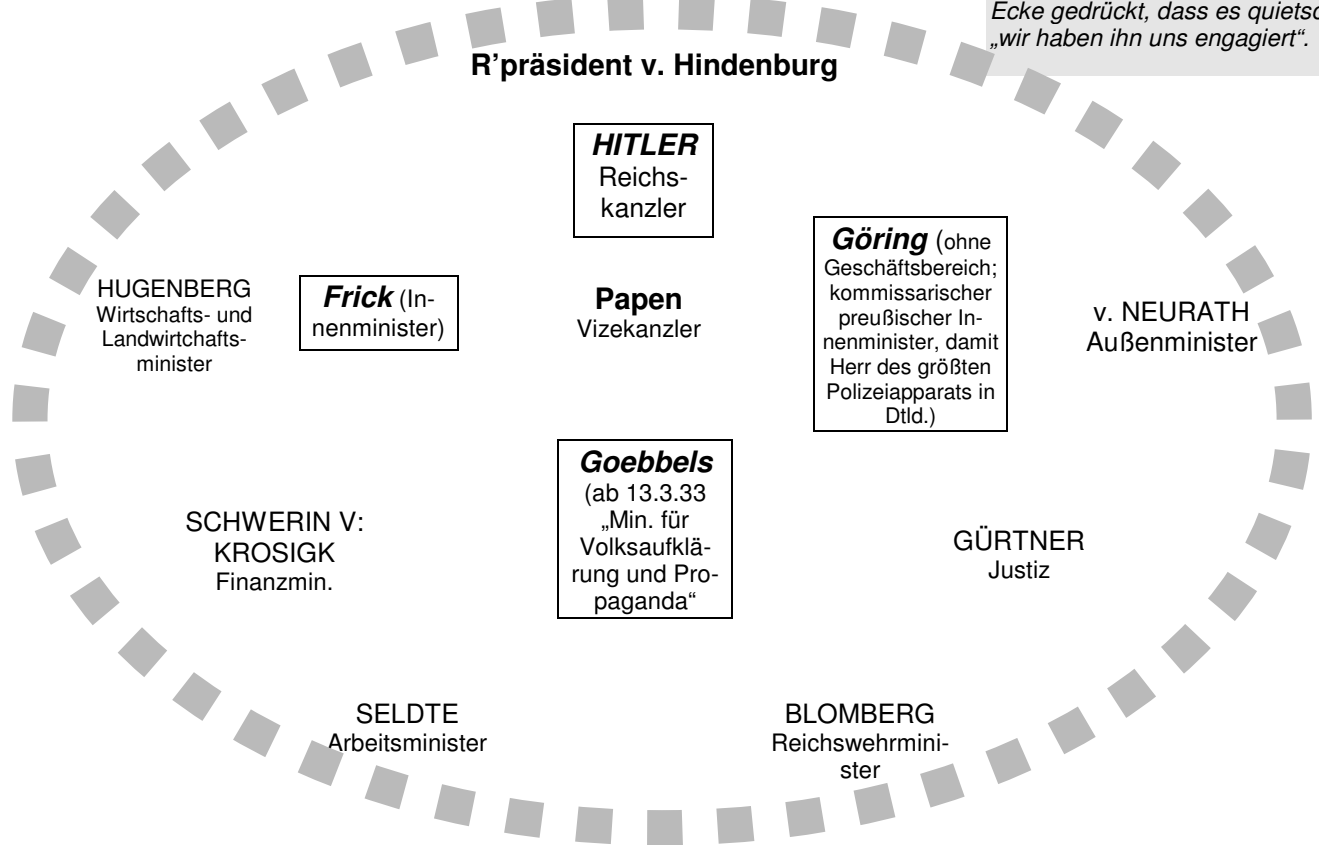 Ecke gedrückt, dass es quietsc
„wir haben ihn uns engagiert“.
R'präsident v. Hindenburg
HITLER
Reichs-
kanzler
HUGENBERG
Wirtschafts- und
Landwirtchafts-
minister
Frick (In-
nenminister)
Papen
Vizekanzler
Göring (ohne
Geschäftsbereich;
kommissarischer
preußischer In-
nenminister, damit
Herr des größten
Polizeiapparats in
Dtld.)
v. NEURATH
Außenminister
SCHWERIN V:
KROSIGK
Finanzmin.
Goebbels
(ab 13.3.33
„Min. für
Volksaufklä-
rung und Pro-
paganda“
GÜRTNER
Justiz
SELDTE
Arbeitsminister
BLOMBERG
Reichswehrmini-
ster